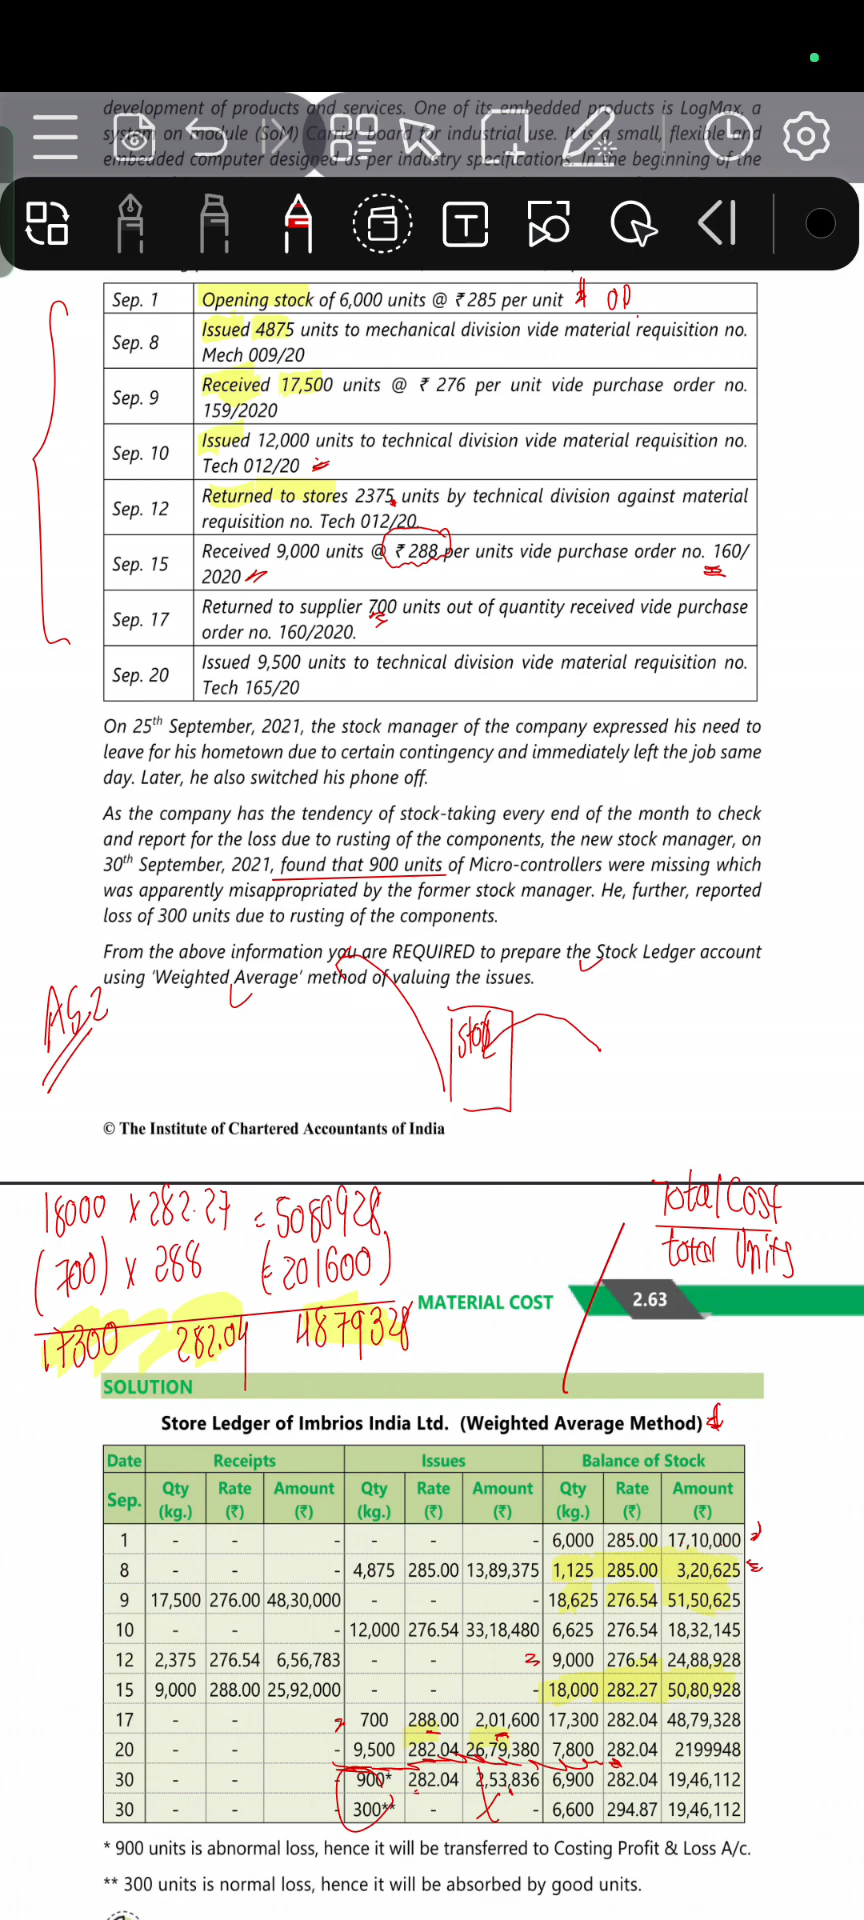 development of products and services. One of its embedded products is LogMax, a
system on module (SoM) Carrier board for industrial use. It is a small, flexible and
embedded computer designed as per industry specifications. In the beginning of the
T
Sep. 1 Opening stock of 6,000 units @ ₹285 per unit OP
Sep. 8 Issued 4875 units to mechanical division vide material requisition no.
Mech 009/20
Sep. 9 Received 17,500 units @ ₹ 276 per unit vide purchase order no.
159/2020
Sep. 10 Issued 12,000 units to technical division vide material requisition no.
Tech 012/20
Sep. 12 Returned to stores 2375 units by technical division against material
requisition no. Tech 012/20.
Sep. 15 Received 9,000 units @ ₹288 per units vide purchase order no. 160/
2020
Sep. 17 Returned to supplier 700 units out of quantity received vide purchase
order no. 160/2020.
Sep. 20 Issued 9,500 units to technical division vide material requisition no.
Tech 165/20
On 25th September, 2021, the stock manager of the company expressed his need to
leave for his hometown due to certain contingency and immediately left the job same
day. Later, he also switched his phone off.
As the company has the tendency of stock-taking every end of the month to check
and report for the loss due to rusting of the components, the new stock manager, on
30th September, 2021, found that 900 units of Micro-controllers were missing which
was apparently misappropriated by the former stock manager. He, further, reported
loss of 300 units due to rusting of the components.
From the above information you are REQUIRED to prepare the Stock Ledger account
using 'Weighted Average' method of valuing the issues.
AS2
© The Institute of Chartered Accountants of India
18000 x 282.27 = 5080928
(700) x 288 (=201600)
17300 282.04 4879328
Total Cost
total Units
MATERIAL COST 2.63
SOLUTION
Store Ledger of Imbrios India Ltd. (Weighted Average Method)
Date Receipts Issues Balance of Stock
Sep. Qty (kg.) Rate (₹) Amount (₹) Qty (kg.) Rate (₹) Amount (₹) Qty (kg.) Rate (₹) Amount (₹)
1 - - - - - - 6,000 285.00 17,10,000
8 - - - 4,875 285.00 13,89,375 1,125 285.00 3,20,625
9 17,500 276.00 48,30,000 - - - 18,625 276.54 51,50,625
10 - - - 12,000 276.54 33,18,480 6,625 276.54 18,32,145
12 2,375 276.54 6,56,783 - - - 9,000 276.54 24,88,928
15 9,000 288.00 25,92,000 - - - 18,000 282.27 50,80,928
17 - - - 700 288.00 2,01,600 17,300 282.04 48,79,328
20 - - - 9,500 282.04 26,79,380 7,800 282.04 2199948
30 - - - 900* 282.04 2,53,836 6,900 282.04 19,46,112
30 - - - 300** - - 6,600 294.87 19,46,112
* 900 units is abnormal loss, hence it will be transferred to Costing Profit & Loss A/c.
** 300 units is normal loss, hence it will be absorbed by good units.